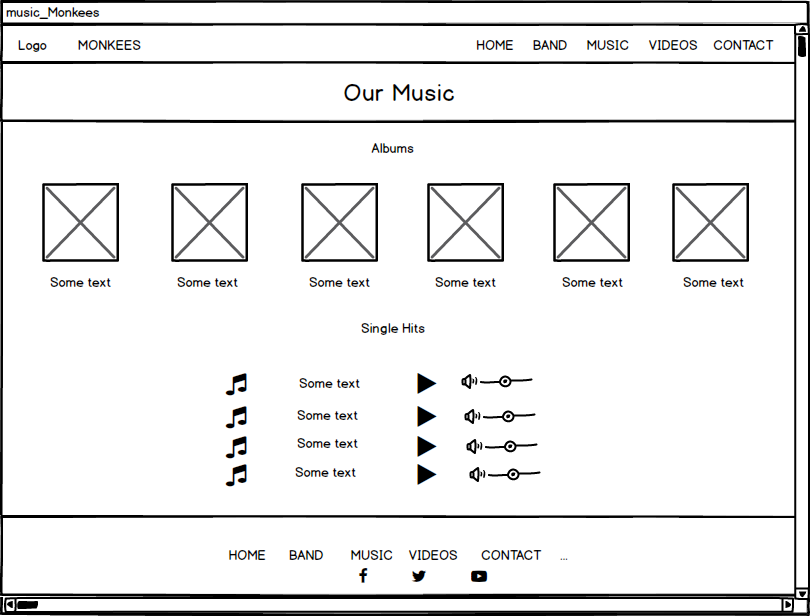 music_Monkees
Logo MONKEES HOME BAND MUSIC VIDEOS CONTACT
Our Music
Albums
Some text Some text Some text Some text Some text Some text
Single Hits
Some text
Some text
Some text
Some text
HOME BAND MUSIC VIDEOS CONTACT ...